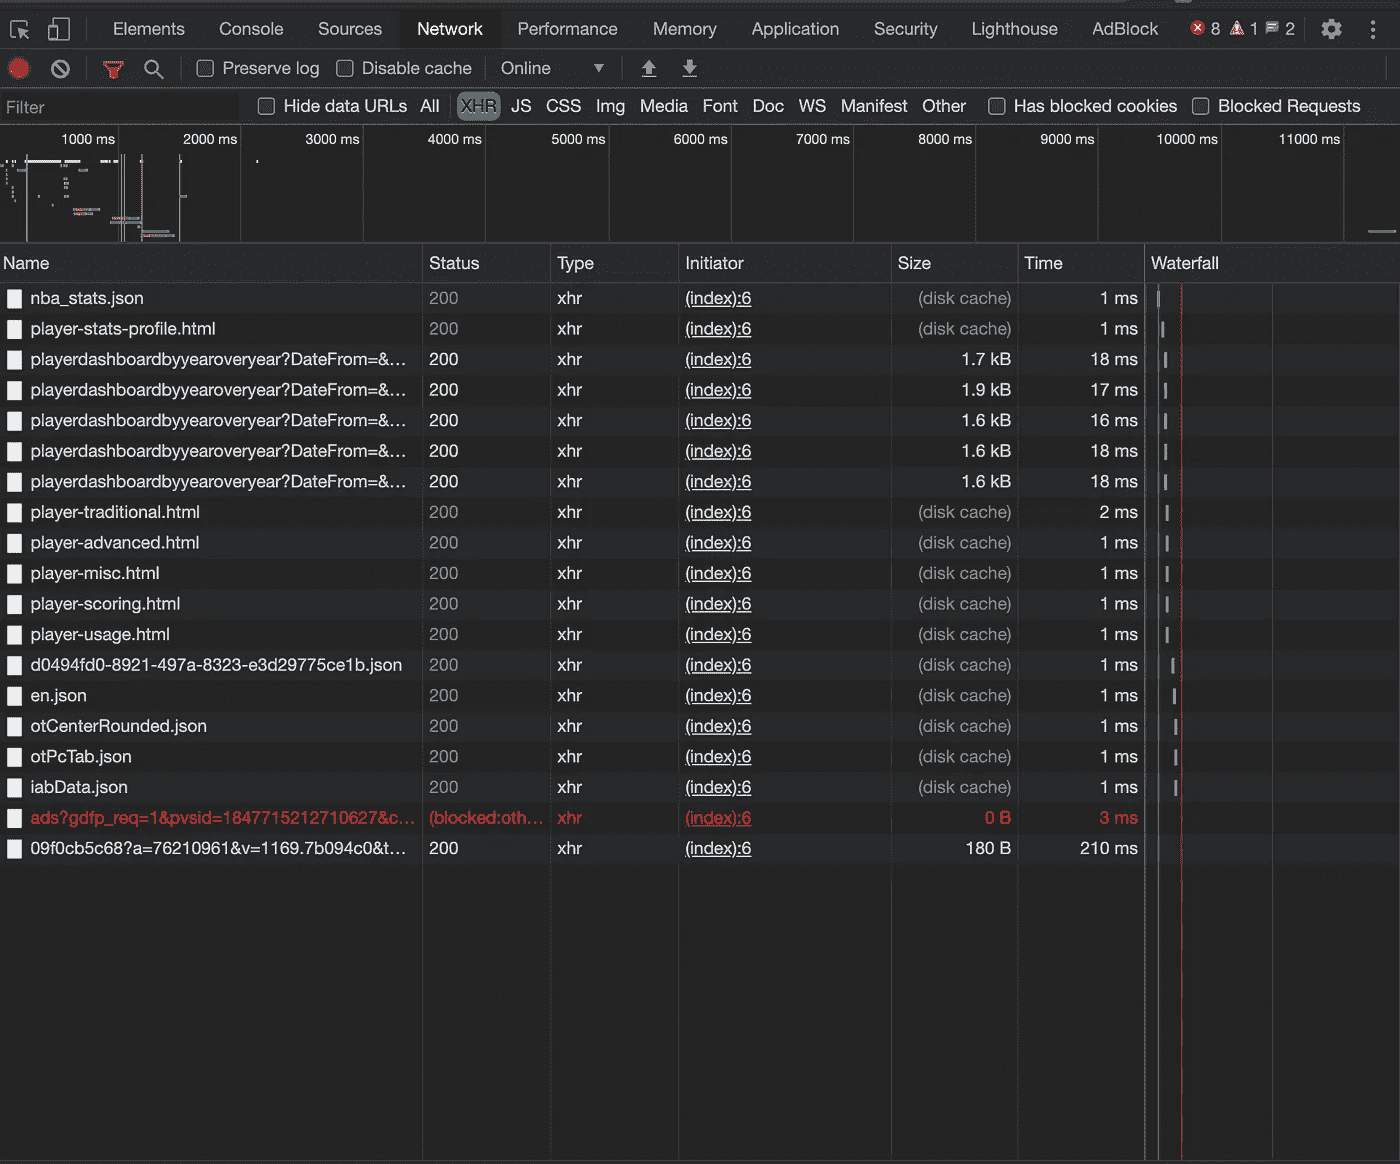 Elements Console Sources Network Performance Memory Application Security Lighthouse AdBlock 8 1 2
Preserve log Disable cache Online
Filter Hide data URLs All XHR JS CSS Img Media Font Doc WS Manifest Other Has blocked cookies Blocked Requests
1000 ms 2000 ms 3000 ms 4000 ms 5000 ms 6000 ms 7000 ms 8000 ms 9000 ms 10000 ms 11000 ms
Name Status Type Initiator Size Time Waterfall
nba_stats.json 200 xhr (index):6 (disk cache) 1 ms
player-stats-profile.html 200 xhr (index):6 (disk cache) 1 ms
playerdashboardbyyearoveryear?DateFrom=&... 200 xhr (index):6 1.7 kB 18 ms
playerdashboardbyyearoveryear?DateFrom=&... 200 xhr (index):6 1.9 kB 17 ms
playerdashboardbyyearoveryear?DateFrom=&... 200 xhr (index):6 1.6 kB 16 ms
playerdashboardbyyearoveryear?DateFrom=&... 200 xhr (index):6 1.6 kB 18 ms
playerdashboardbyyearoveryear?DateFrom=&... 200 xhr (index):6 1.6 kB 18 ms
player-traditional.html 200 xhr (index):6 (disk cache) 2 ms
player-advanced.html 200 xhr (index):6 (disk cache) 1 ms
player-misc.html 200 xhr (index):6 (disk cache) 1 ms
player-scoring.html 200 xhr (index):6 (disk cache) 1 ms
player-usage.html 200 xhr (index):6 (disk cache) 1 ms
d0494fd0-8921-497a-8323-e3d29775ce1b.json 200 xhr (index):6 (disk cache) 1 ms
en.json 200 xhr (index):6 (disk cache) 1 ms
otCenterRounded.json 200 xhr (index):6 (disk cache) 1 ms
otPcTab.json 200 xhr (index):6 (disk cache) 1 ms
iabData.json 200 xhr (index):6 (disk cache) 1 ms
ads?gdfp_req=1&pvsid=1847715212710627&c... (blocked:oth... xhr (index):6 0 B 3 ms
09f0cb5c68?a=76210961&v=1169.7b094c0&t... 200 xhr (index):6 180 B 210 ms